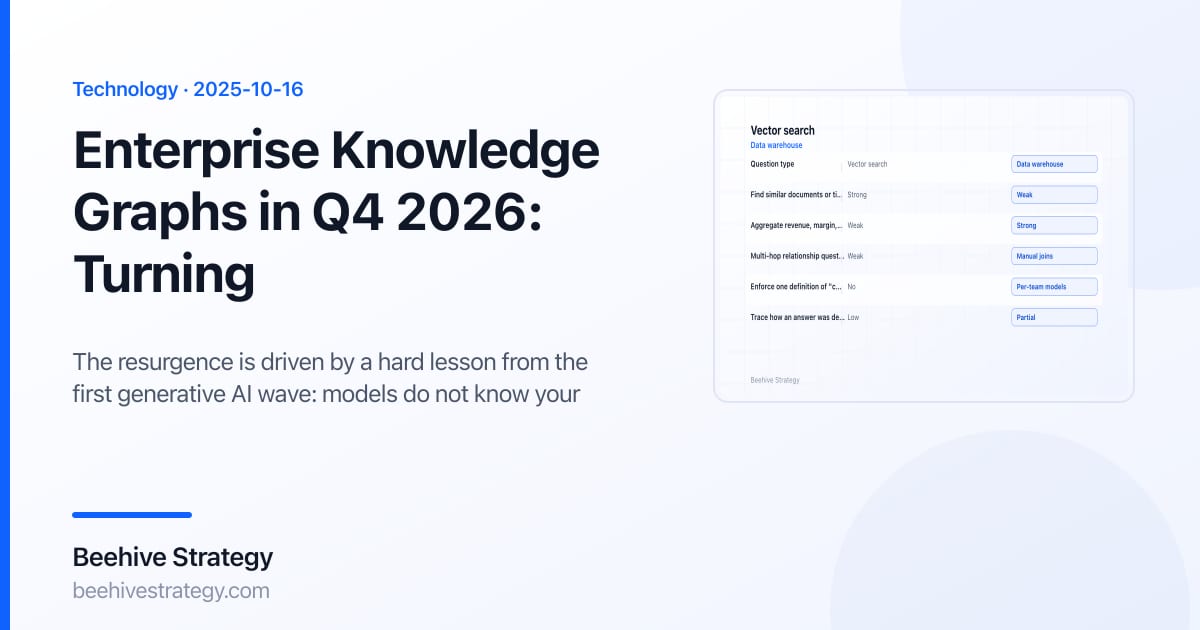 Technology · 2025-10-16
Enterprise Knowledge
Graphs in Q4 2026:
Turning
The resurgence is driven by a hard lesson from the
first generative AI wave: models do not know your
Beehive Strategy
beehivestrategy.com
Vector search
Data warehouse
Question type Vector search Data warehouse
Find similar documents or ti... Strong Weak
Aggregate revenue, margin,... Weak Strong
Multi-hop relationship quest... Weak Manual joins
Enforce one definition of "c... No Per-team models
Trace how an answer was de... Low Partial
Beehive Strategy